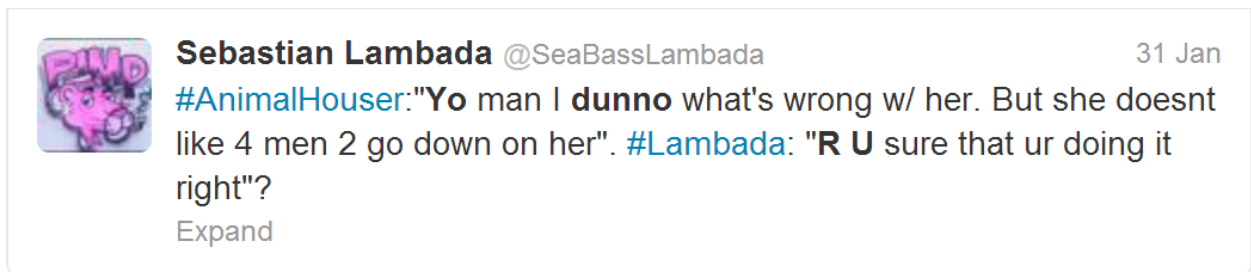 PIMP
Sebastian Lambada @SeaBassLambada 31 Jan
#AnimalHouser:"Yo man I dunno what's wrong w/ her. But she doesnt
like 4 men 2 go down on her". #Lambada: "R U sure that ur doing it
right"?
Expand